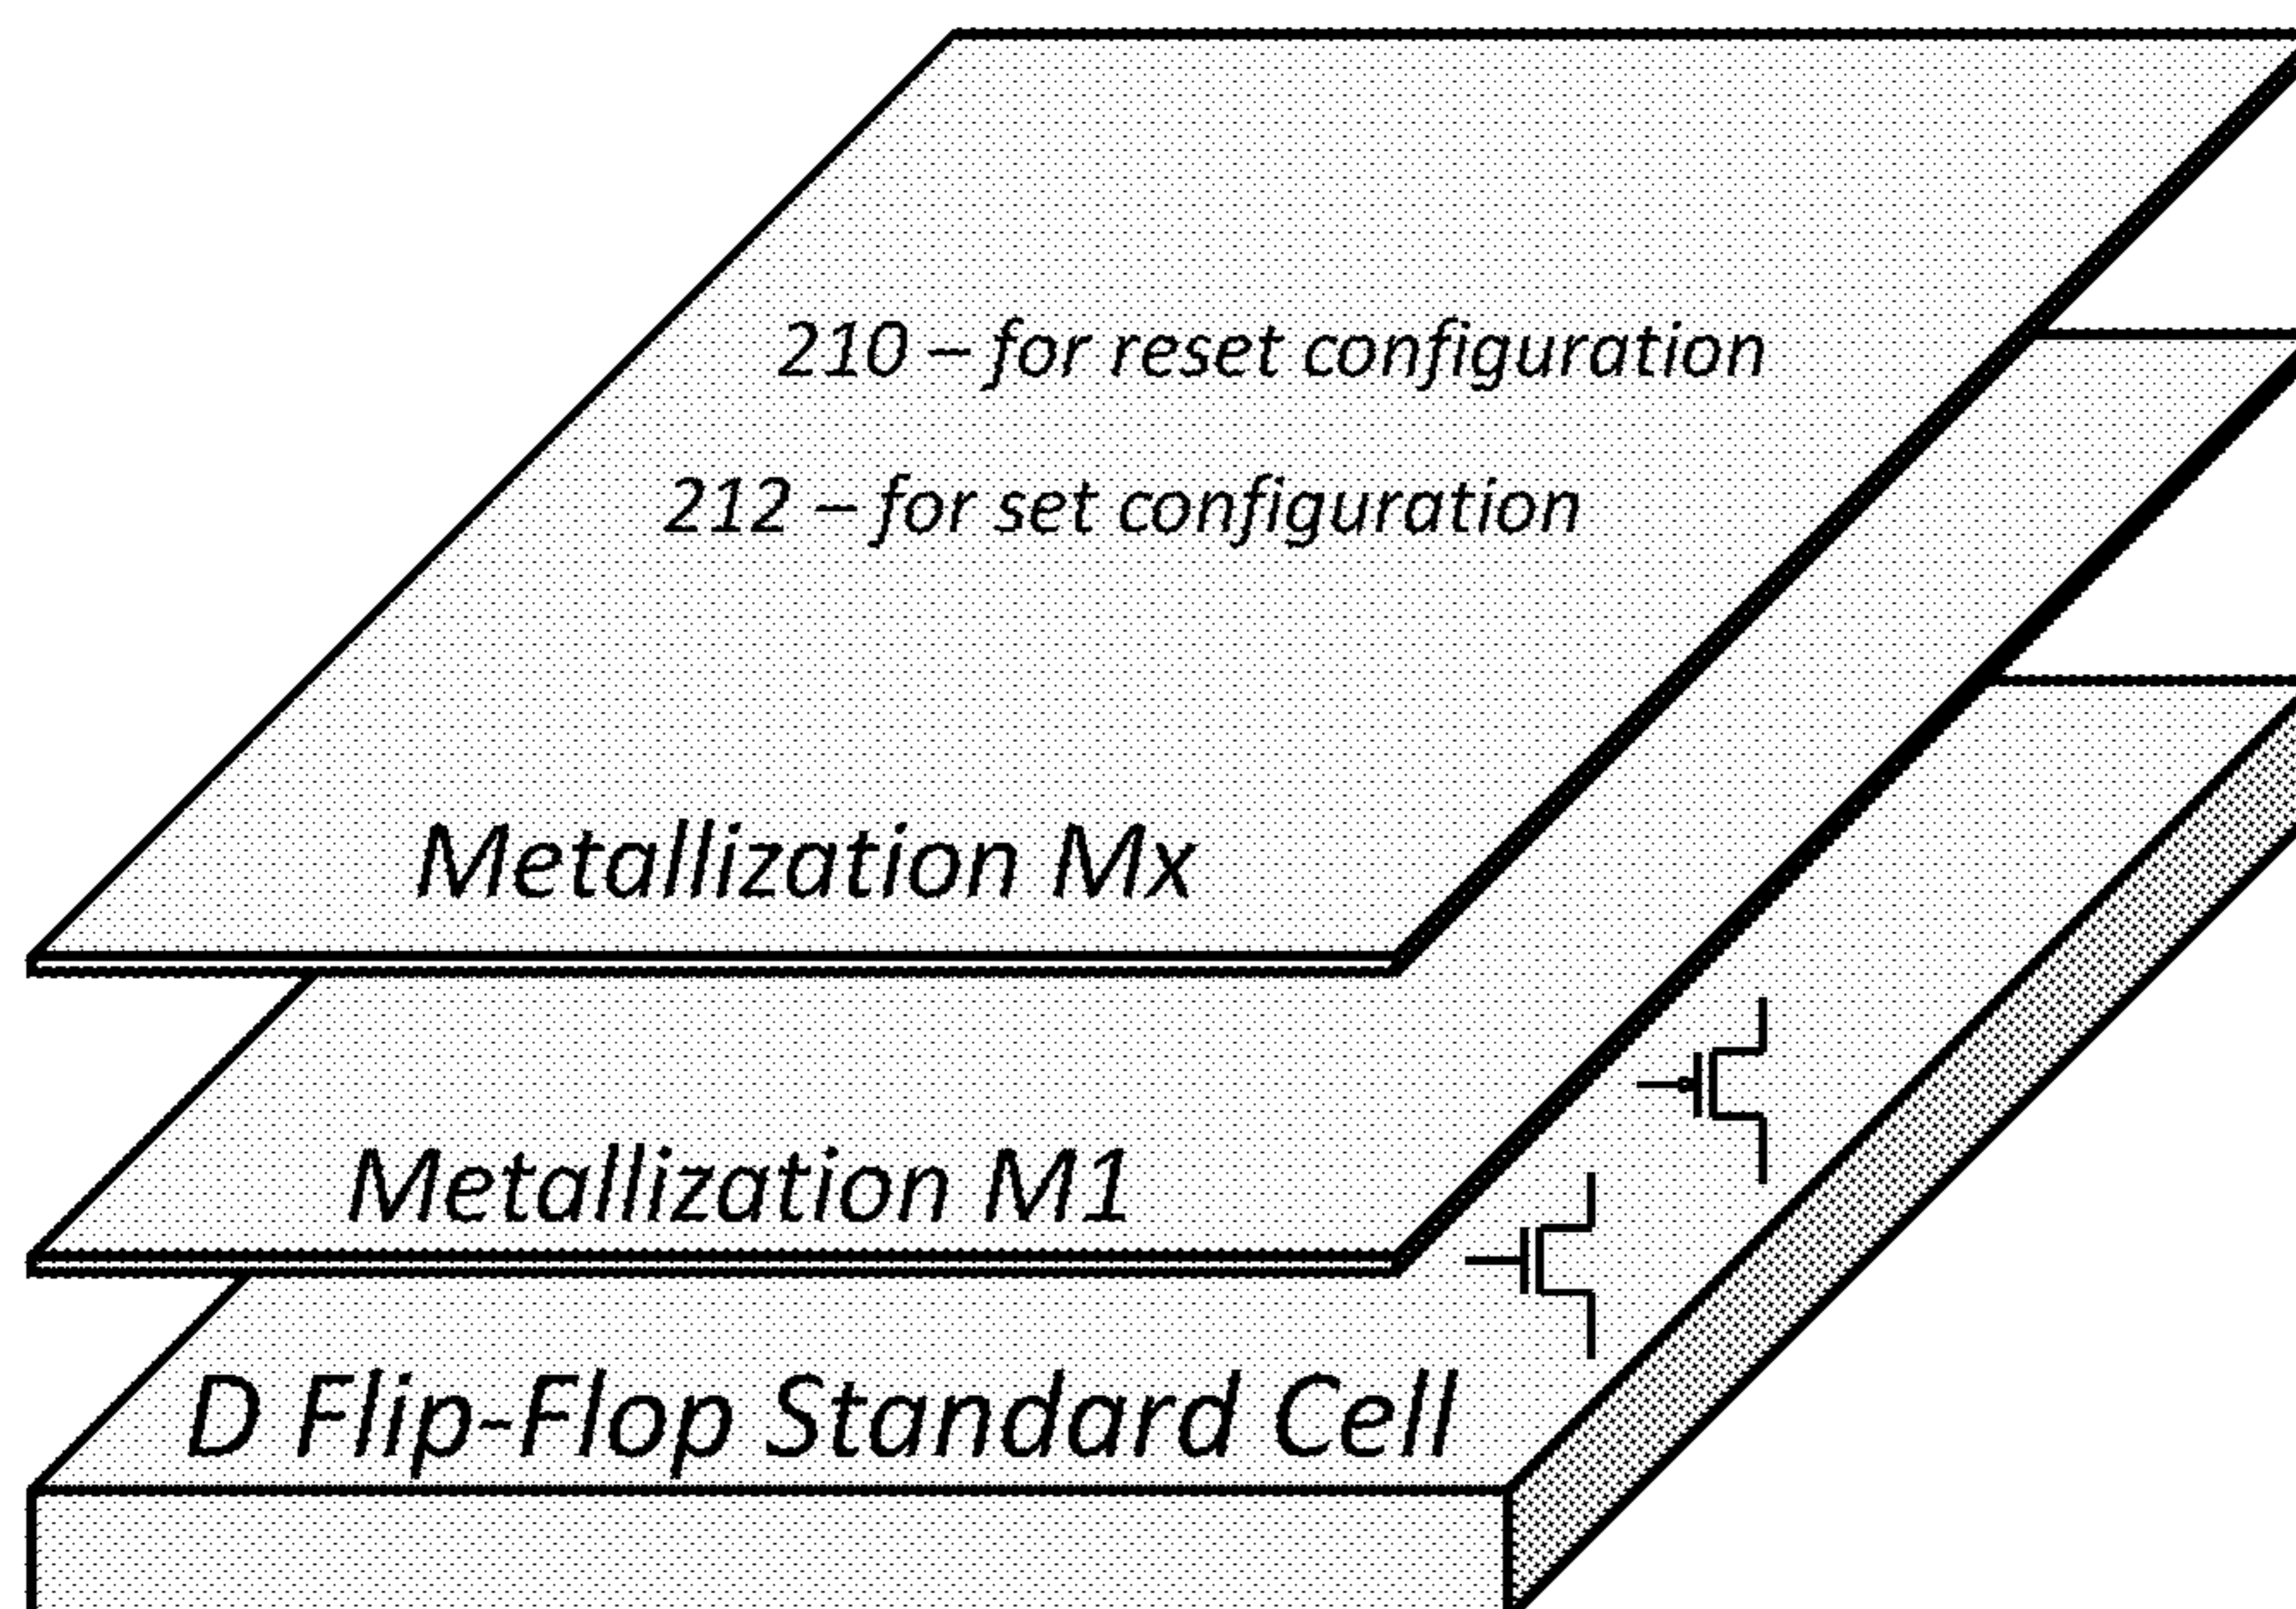 210 – for reset configuration
212 – for set configuration
Metallization Mx
Metallization M1
D Flip-Flop Standard Cell